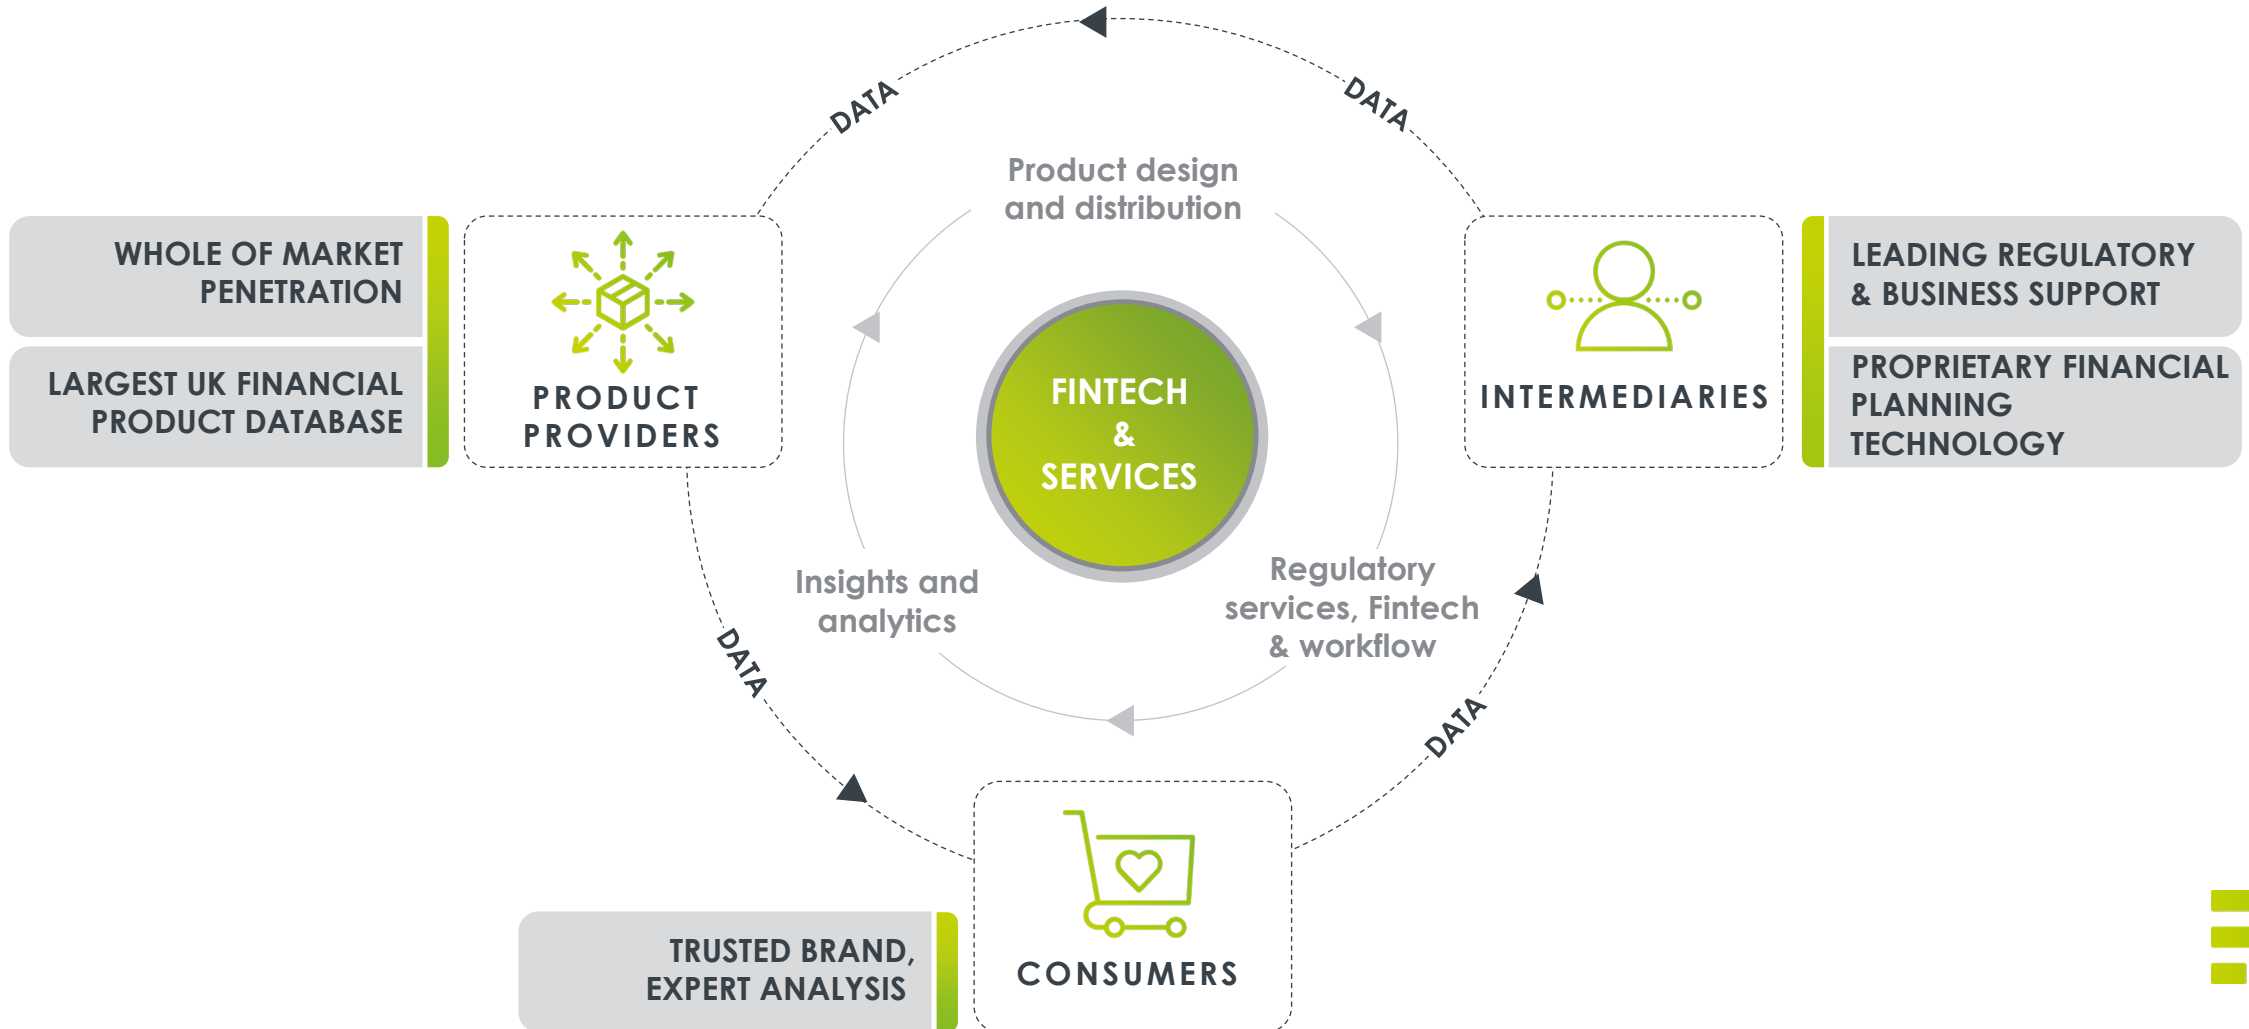 DATA
DATA
Product design
and distribution
WHOLE OF MARKET
PENETRATION
LARGEST UK FINANCIAL
PRODUCT DATABASE
PRODUCT
PROVIDERS
FINTECH
&
SERVICES
INTERMEDIARIES
LEADING REGULATORY
& BUSINESS SUPPORT
PROPRIETARY FINANCIAL
PLANNING
TECHNOLOGY
Insights and
analytics
Regulatory
services, Fintech
& workflow
DATA
DATA
TRUSTED BRAND,
EXPERT ANALYSIS
CONSUMERS